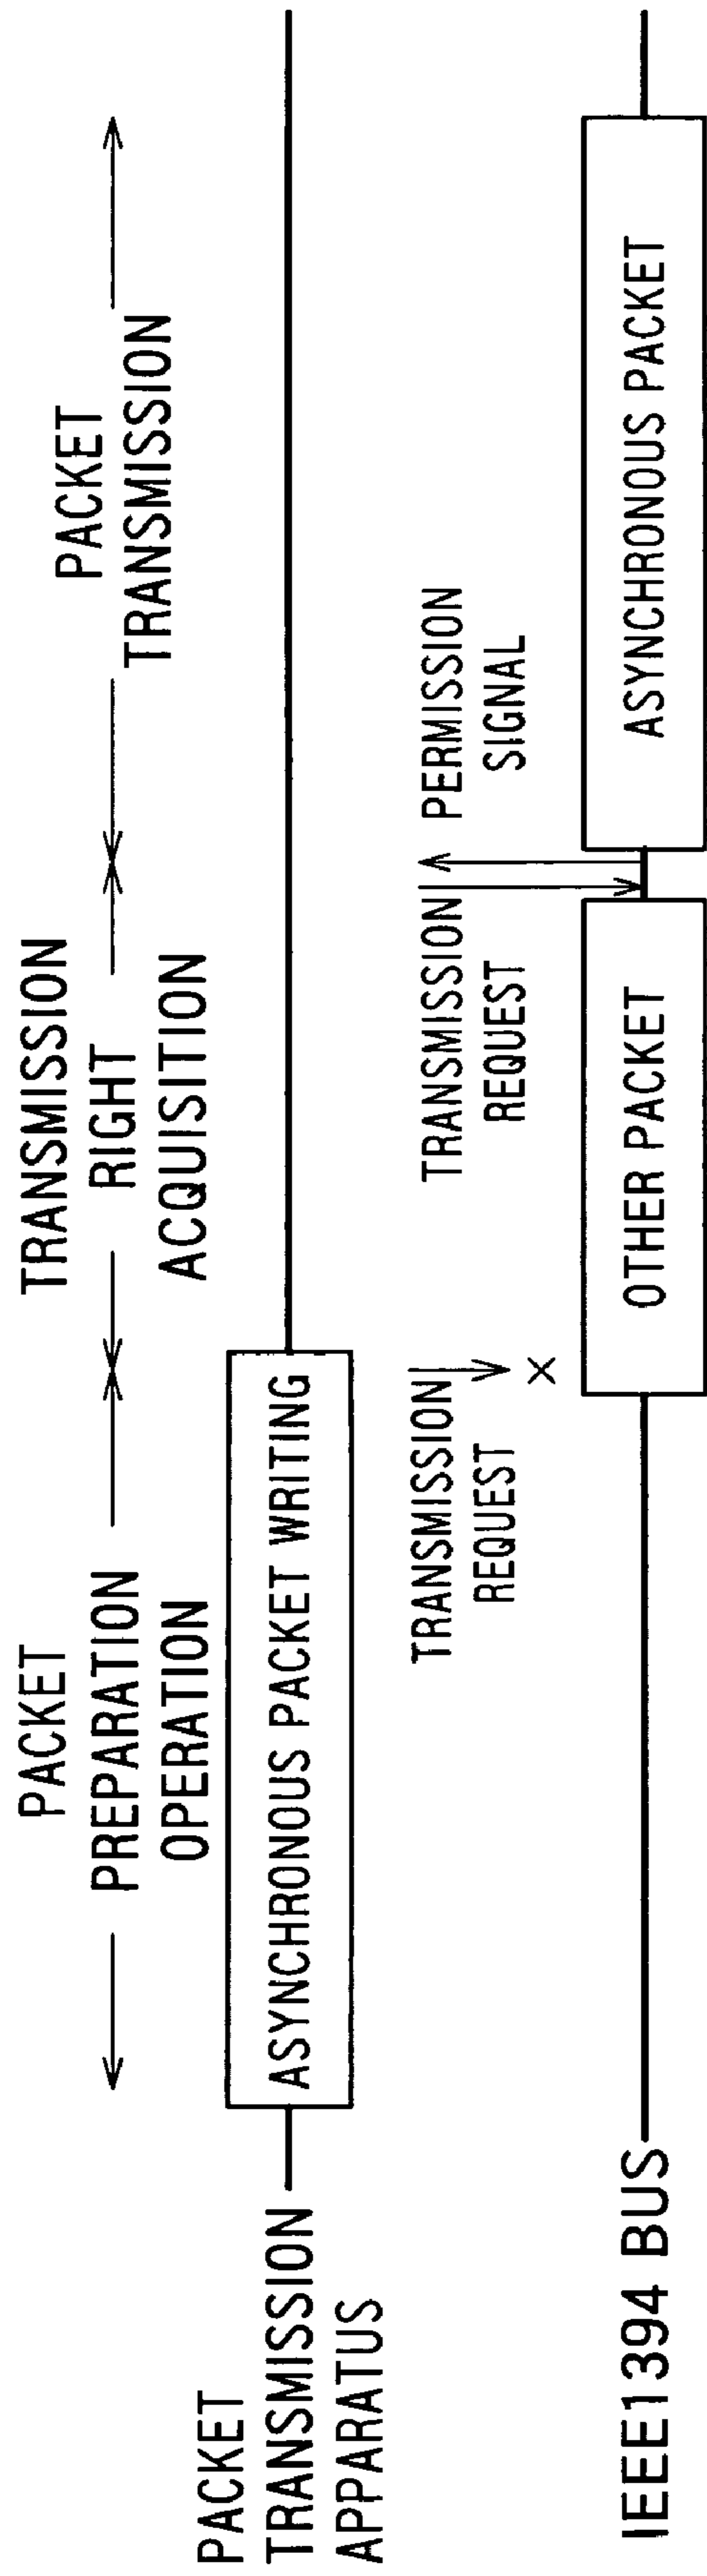 PACKET
PREPARATION
OPERATION
TRANSMISSION
RIGHT
ACQUISITION
PACKET
TRANSMISSION
PACKET
TRANSMISSION
APPARATUS
ASYNCHRONOUS PACKET WRITING
TRANSMISSION
REQUEST
×
TRANSMISSION
REQUEST
PERMISSION
SIGNAL
IEEE1394 BUS
OTHER PACKET
ASYNCHRONOUS PACKET